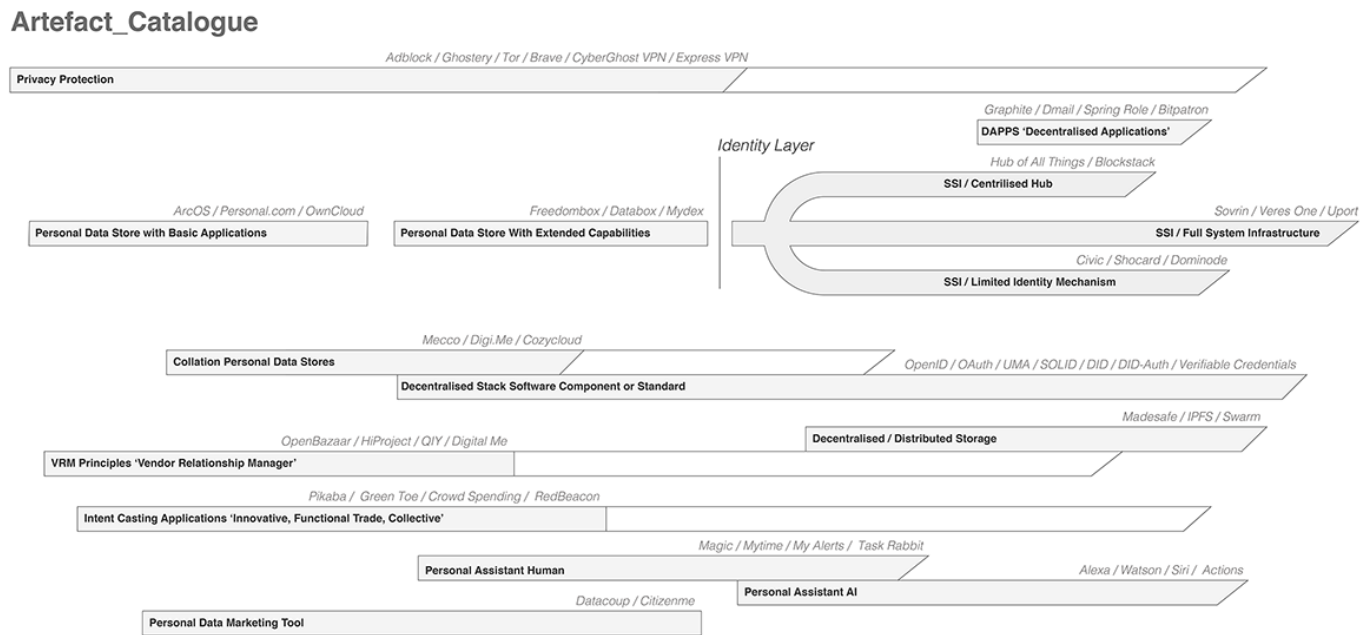 Artefact_Catalogue
Adblock / Ghostery / Tor / Brave / CyberGhost VPN / Express VPN
Privacy Protection
Graphite / Dmail / Spring Role / Bitpatron
DAPPS ‘Decentralised Applications’
Identity Layer
Hub of All Things / Blockstack
SSI / Centrilised Hub
ArcOS / Personal.com / OwnCloud
Personal Data Store with Basic Applications
Freedombox / Databox / Mydex
Personal Data Store With Extended Capabilities
Sovrin / Veres One / Uport
SSI / Full System Infrastructure
Civic / Shocard / Dominode
SSI / Limited Identity Mechanism
Mecco / Digi.Me / Cozycloud
Collation Personal Data Stores
OpenID / OAuth / UMA / SOLID / DID / DID-Auth / Verifiable Credentials
Decentralised Stack Software Component or Standard
Madesafe / IPFS / Swarm
Decentralised / Distributed Storage
OpenBazaar / HiProject / QIY / Digital Me
VRM Principles ‘Vendor Relationship Manager’
Pikaba / Green Toe / Crowd Spending / RedBeacon
Intent Casting Applications ‘Innovative, Functional Trade, Collective’
Magic / Mytime / My Alerts / Task Rabbit
Personal Assistant Human
Alexa / Watson / Siri / Actions
Personal Assistant AI
Datacoup / Citizenme
Personal Data Marketing Tool